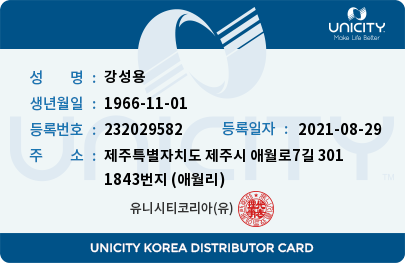 UNICITY
Make Life Better
성 명 : 강성용
생년월일 : 1966-11-01
등록번호 : 232029582 등록일자 : 2021-08-29
주 소 : 제주특별자치도 제주시 애월로7길 301
1843번지 (애월리)
UNICITY
유니시티코리아(유)
UNICITY KOREA DISTRIBUTOR CARD